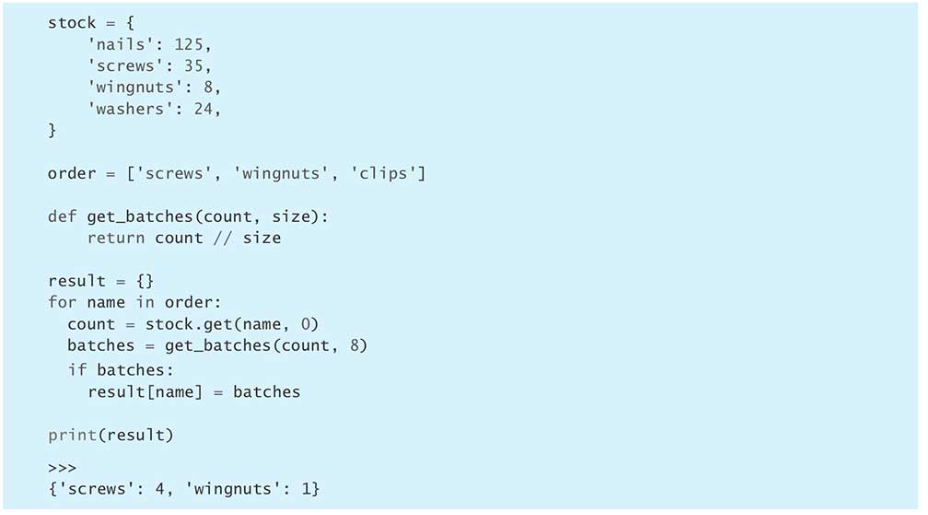 stock = {
    'nails': 125,
    'screws': 35,
    'wingnuts': 8,
    'washers': 24,
}

order = ['screws', 'wingnuts', 'clips']

def get_batches(count, size):
    return count // size

result = {}
for name in order:
  count = stock.get(name, 0)
  batches = get_batches(count, 8)
  if batches:
    result[name] = batches

print(result)
>>>
{'screws': 4, 'wingnuts': 1}